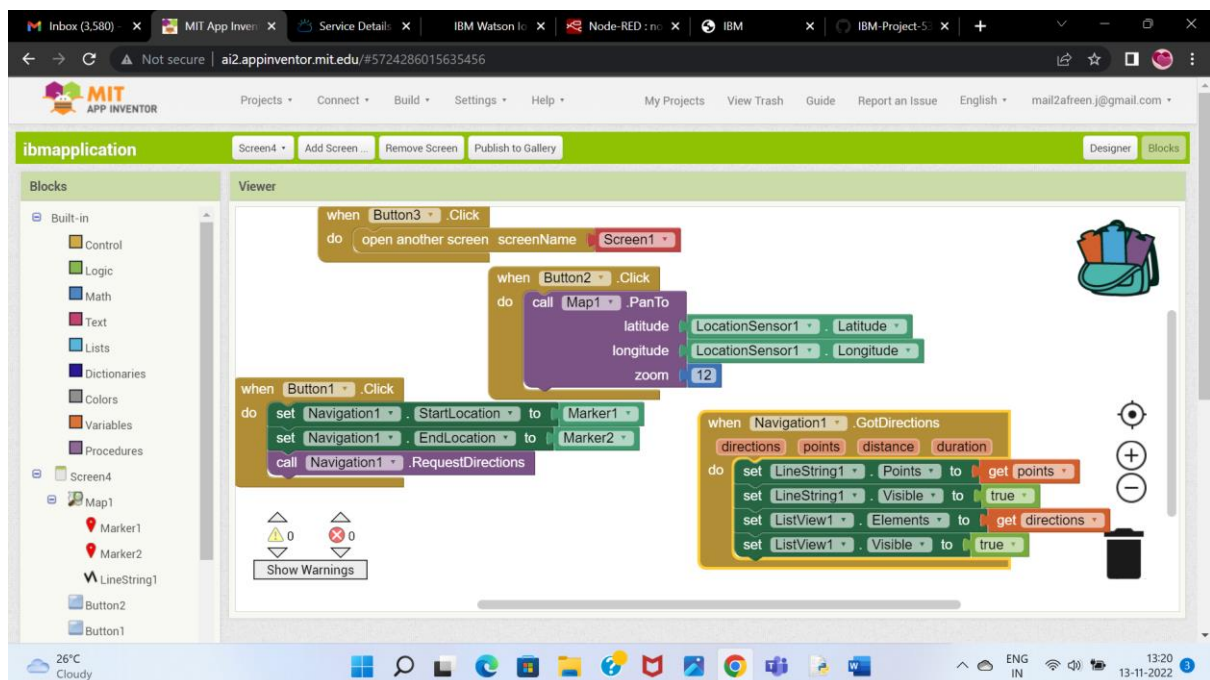 Inbox (3,580) - MIT App Inven Service Details IBM Watson Io Node-RED : no IBM IBM-Project-53
Not secure | ai2.appinventor.mit.edu/#5724286015635456
MIT
APP INVENTOR
Projects Connect Build Settings Help My Projects View Trash Guide Report an Issue English mail2afreen.j@gmail.com
ibmapplication Screen4 Add Screen ... Remove Screen Publish to Gallery Designer Blocks
Blocks Viewer
Built-in
Control
Logic
Math
Text
Lists
Dictionaries
Colors
Variables
Procedures
Screen4
Map1
Marker1
Marker2
LineString1
Button2
Button1
when Button3 .Click
do open another screen screenName Screen1
when Button2 .Click
do call Map1 .PanTo
latitude LocationSensor1 . Latitude
longitude LocationSensor1 . Longitude
zoom 12
when Button1 .Click
do set Navigation1 . StartLocation to Marker1
set Navigation1 . EndLocation to Marker2
call Navigation1 .RequestDirections
when Navigation1 .GotDirections
directions points distance duration
do set LineString1 . Points to get points
set LineString1 . Visible to true
set ListView1 . Elements to get directions
set ListView1 . Visible to true
0 0
Show Warnings
26°C
Cloudy
ENG
IN
13:20
13-11-2022
3